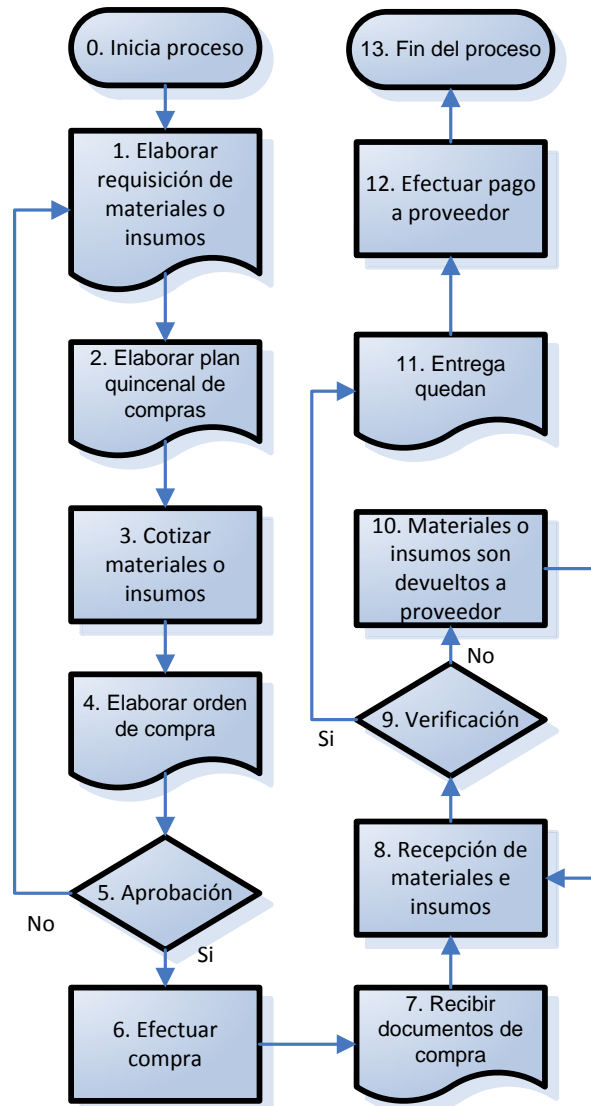 0. Inicia proceso
1. Elaborar
requisición de
materiales o
insumos
2. Elaborar plan
quincenal de
compras
3. Cotizar
materiales o
insumos
4. Elaborar orden
de compra
5. Aprobación
No
Si
6. Efectuar
compra
7. Recibir
documentos de
compra
8. Recepción de
materiales e
insumos
9. Verificación
Si
No
10. Materiales o
insumos son
devueltos a
proveedor
11. Entrega
quedan
12. Efectuar pago
a proveedor
13. Fin del proceso